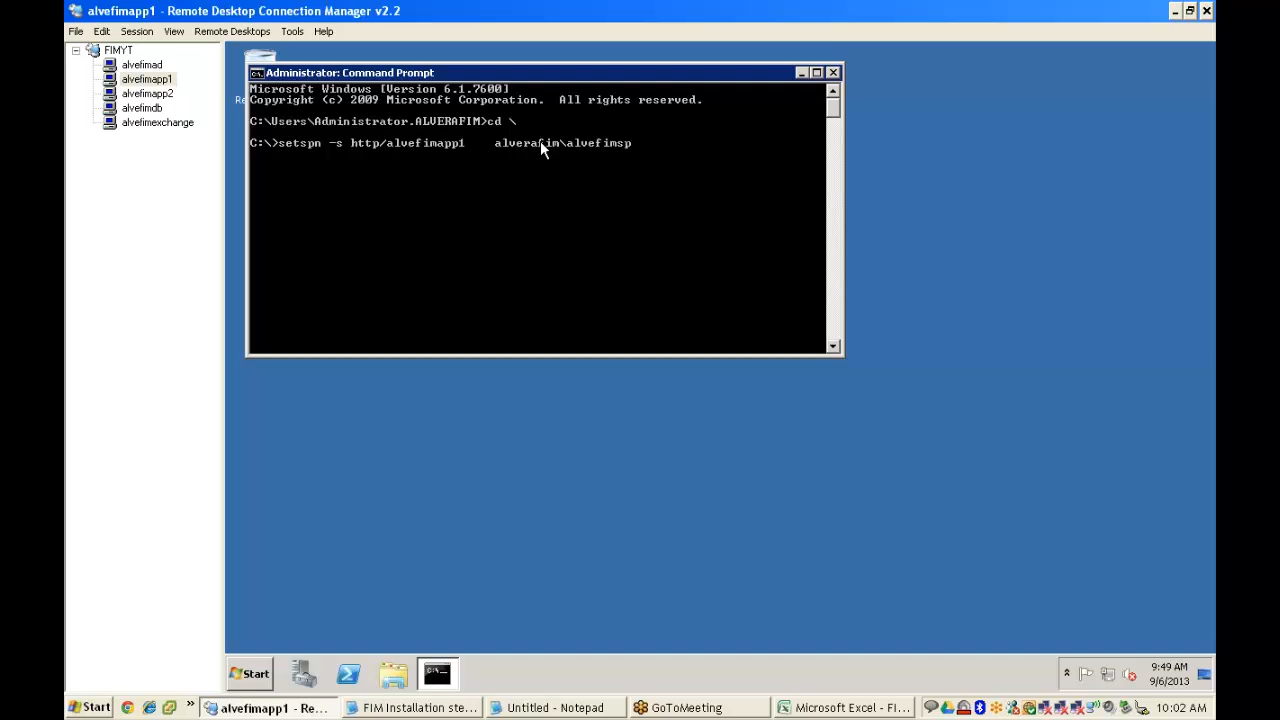 alvefimapp1 - Remote Desktop Connection Manager v2.2
File Edit Session View Remote Desktops Tools Help
FIMYT
alvefimad
alvefimapp1
alvefimapp2
alvefimdb
alvefimexchange
Re
Administrator: Command Prompt
Microsoft Windows [Version 6.1.7600]
Copyright (c) 2009 Microsoft Corporation. All rights reserved.
C:\Users\Administrator.ALVERAFIM>cd \
C:\>setspn -s http/alvefimapp1 alverafim\alvefimsp
Start
9:49 AM
9/6/2013
Start » alvefimapp1 - Re... FIM Installation ste... Untitled - Notepad GoToMeeting Microsoft Excel - FI... 10:02 AM